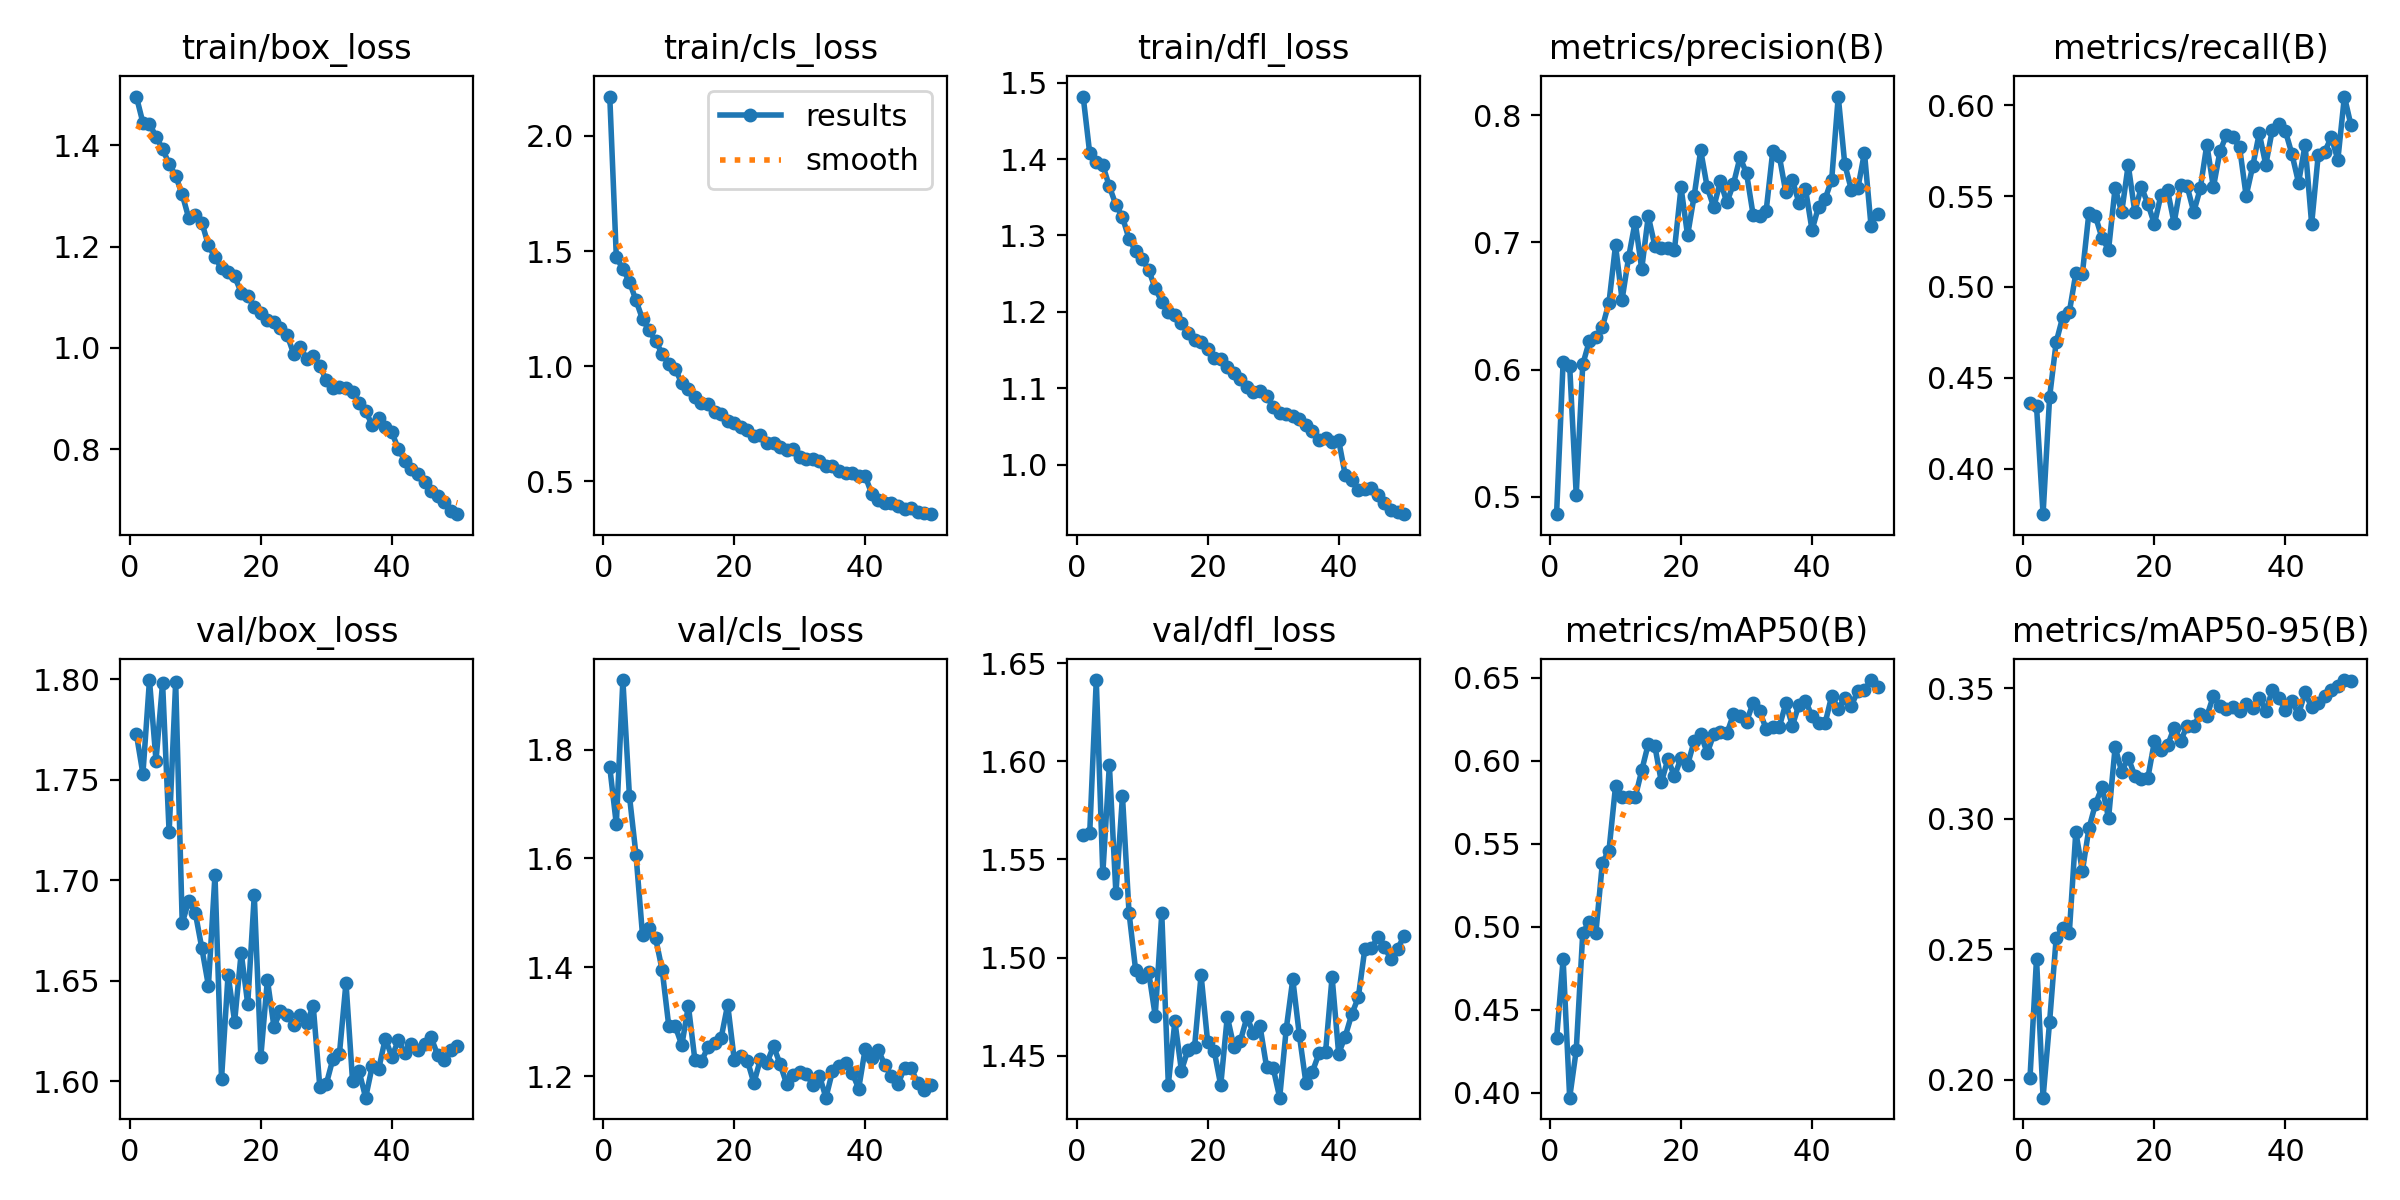 train/box_loss
1.4
1.2
1.0
0.8
0 20 40
train/cls_loss
results
smooth
2.0
1.5
1.0
0.5
0 20 40
train/dfl_loss
1.5
1.4
1.3
1.2
1.1
1.0
0 20 40
metrics/precision(B)
0.8
0.7
0.6
0.5
0 20 40
metrics/recall(B)
0.60
0.55
0.50
0.45
0.40
0 20 40
val/box_loss
1.80
1.75
1.70
1.65
1.60
0 20 40
val/cls_loss
1.8
1.6
1.4
1.2
0 20 40
val/dfl_loss
1.65
1.60
1.55
1.50
1.45
0 20 40
metrics/mAP50(B)
0.65
0.60
0.55
0.50
0.45
0.40
0 20 40
metrics/mAP50-95(B)
0.35
0.30
0.25
0.20
0 20 40